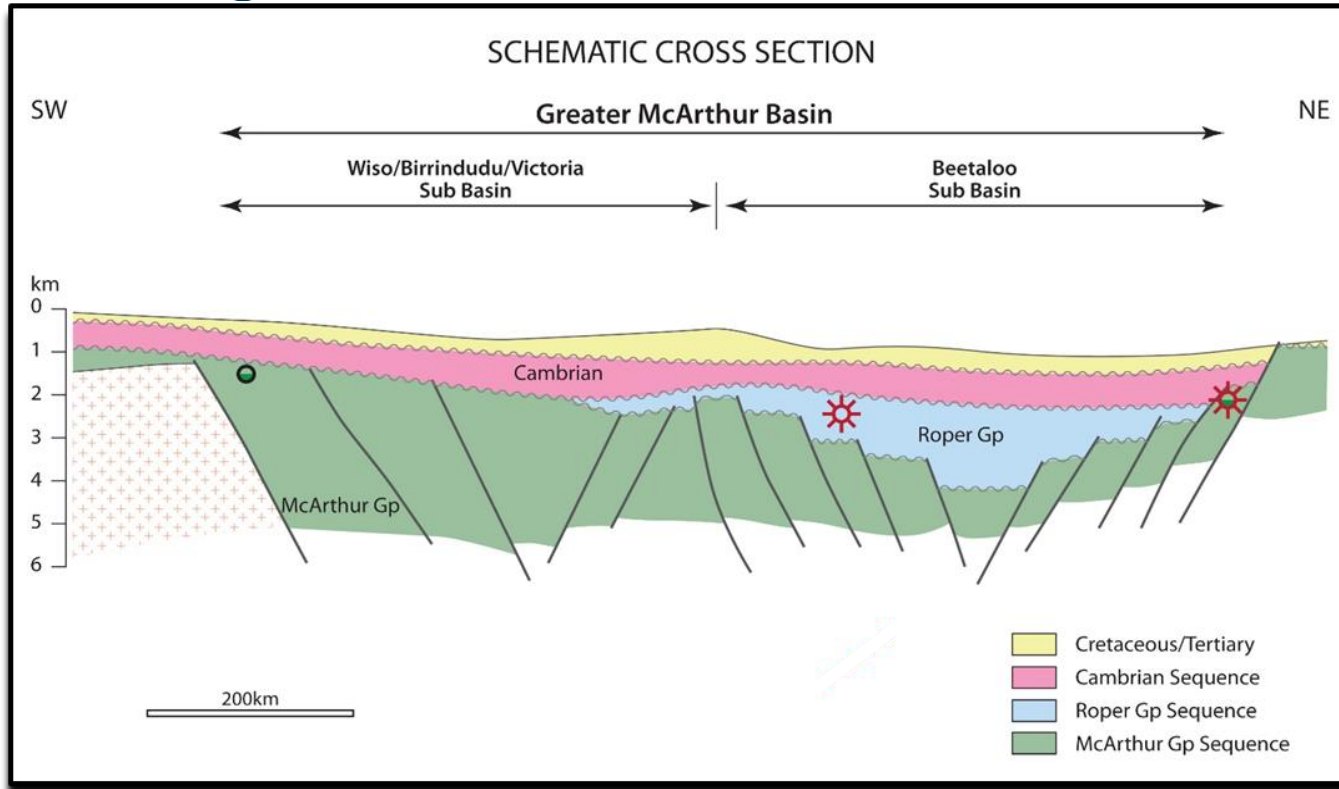 SCHEMATIC CROSS SECTION
SW
Greater McArthur Basin
NE
Wiso/Birrindudu/Victoria
Sub Basin
Beetaloo
Sub Basin
km
0
1
2
3
4
5
6
Cambrian
Roper Gp
McArthur Gp
200km
Cretaceous/Tertiary
Cambrian Sequence
Roper Gp Sequence
McArthur Gp Sequence